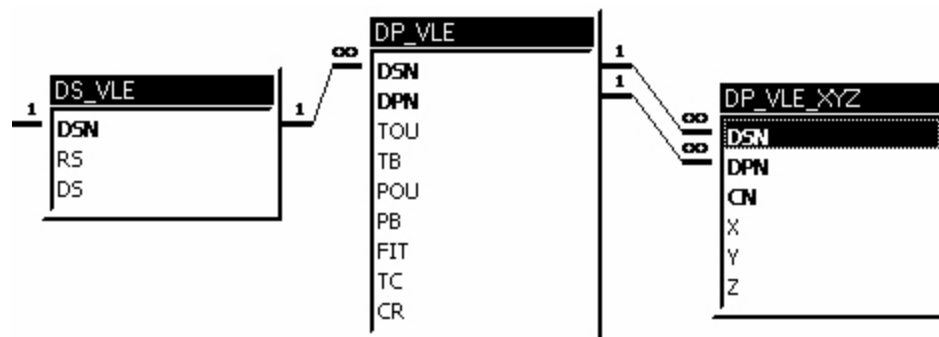 DS_VLE
DSN
RS
DS
1
1
∞
DP_VLE
DSN
DPN
TOU
TB
POU
PB
FIT
TC
CR
1
1
∞
∞
DP_VLE_XYZ
DSN
DPN
CN
X
Y
Z